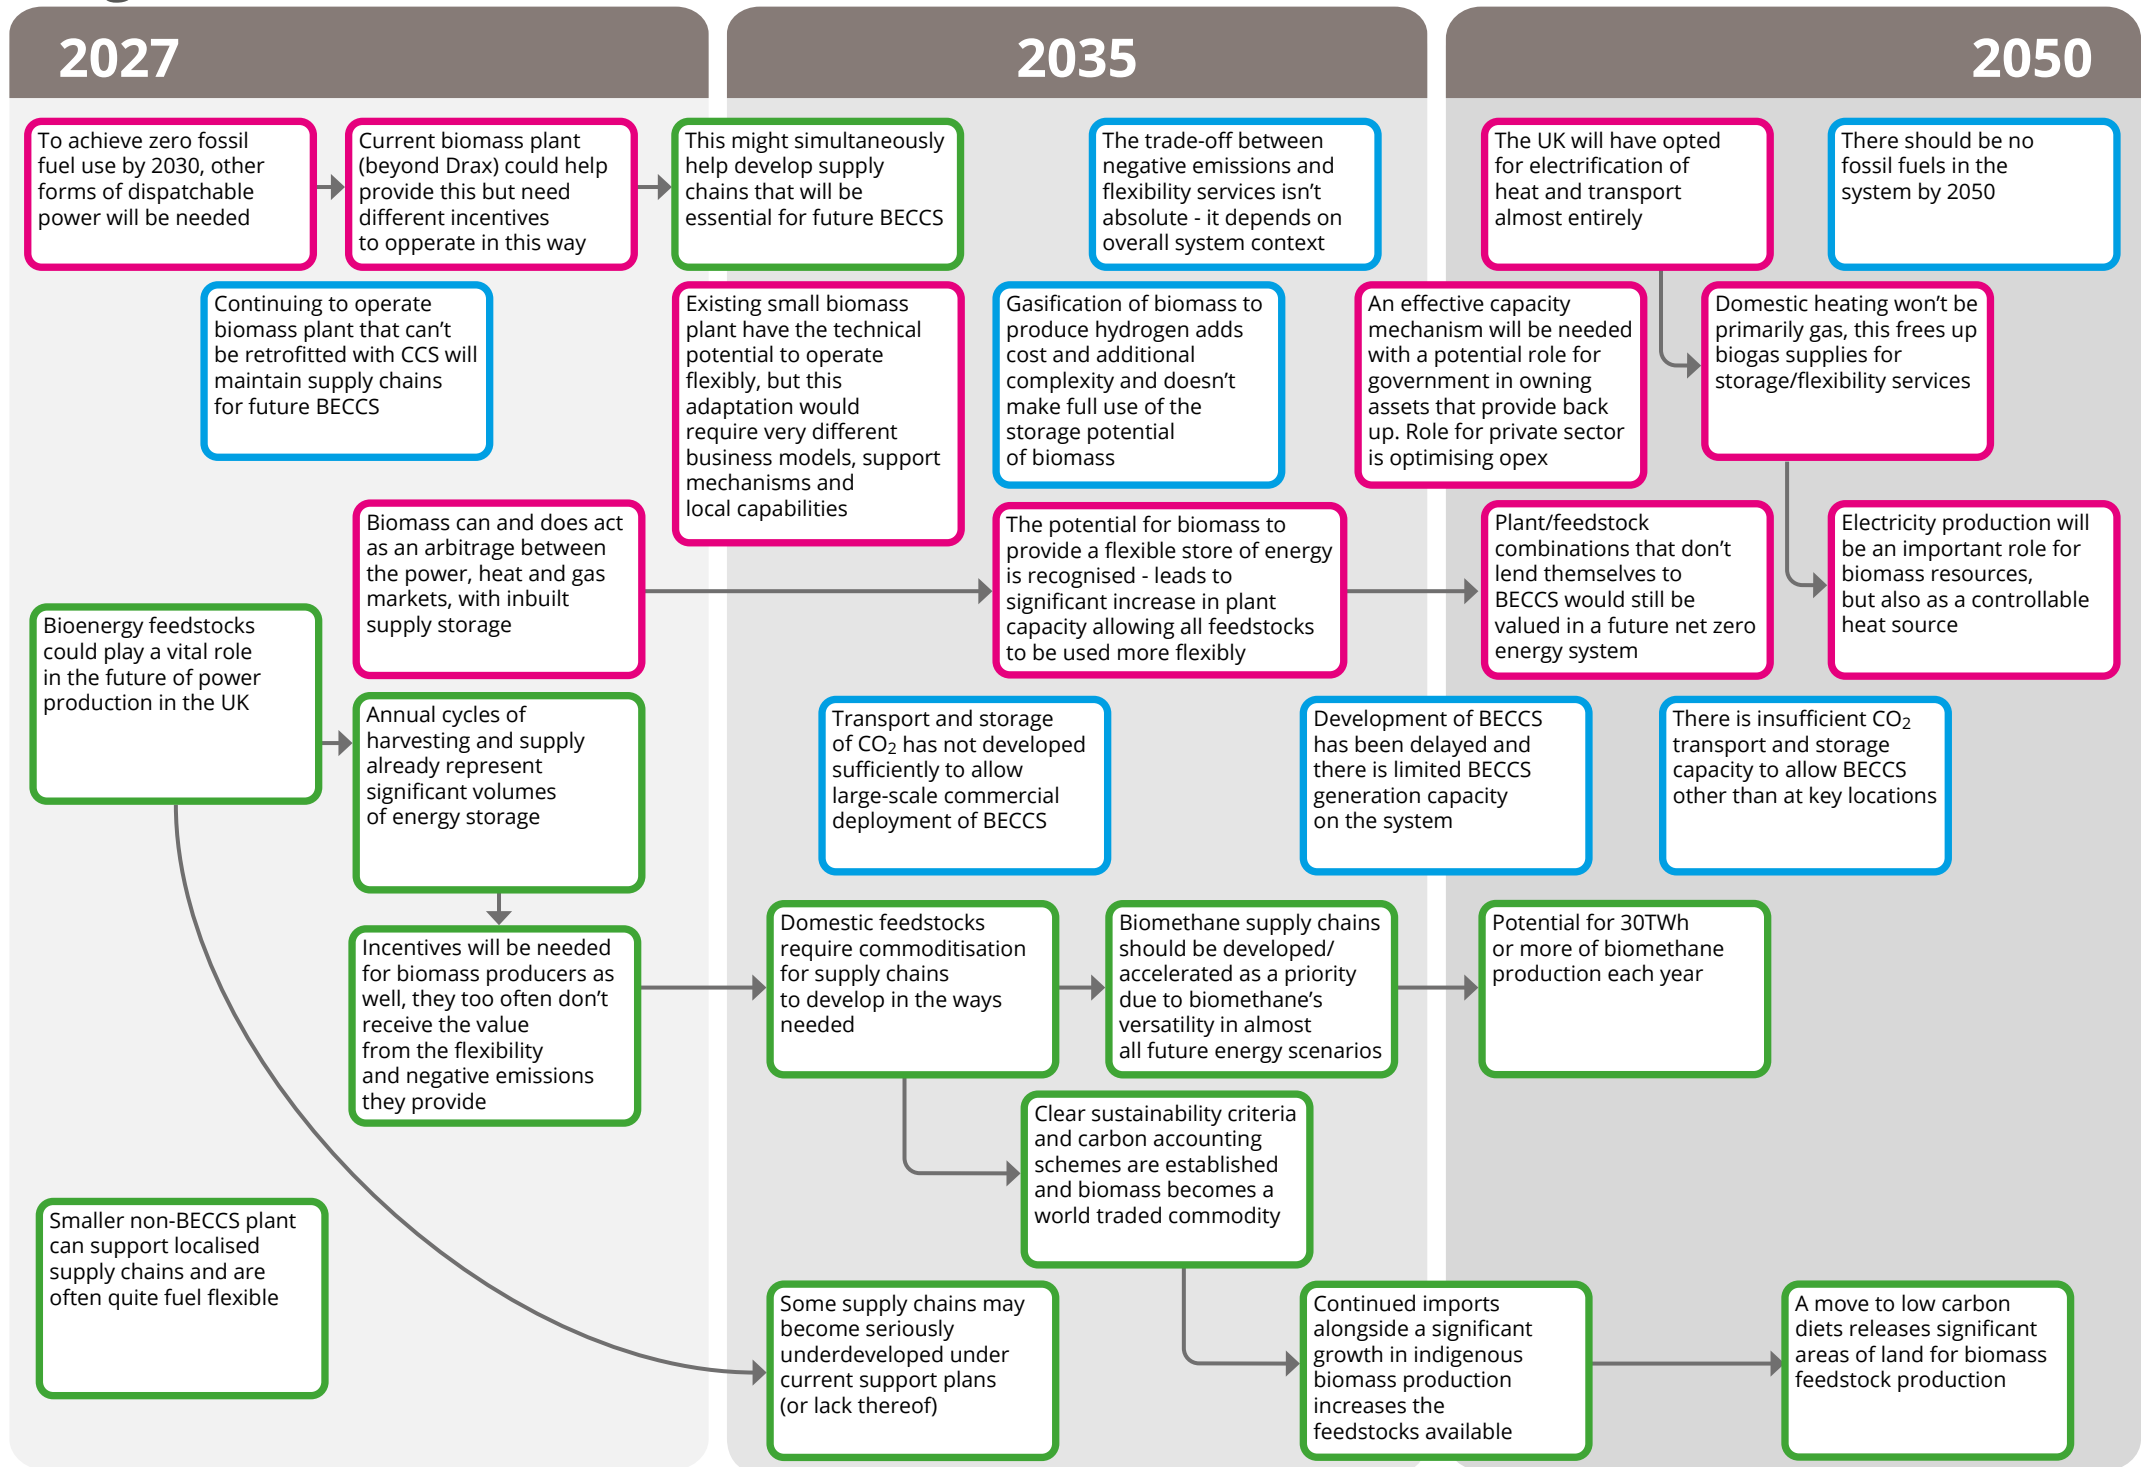 2027
2035
2050
To achieve zero fossil
fuel use by 2030, other
forms of dispatchable
power will be needed
Current biomass plant
(beyond Drax) could help
provide this but need
different incentives
to opperate in this way
This might simultaneously
help develop supply
chains that will be
essential for future BECCS
The trade-off between
negative emissions and
flexibility services isn't
absolute - it depends on
overall system context
The UK will have opted
for electrification of
heat and transport
almost entirely
There should be no
fossil fuels in the
system by 2050
Continuing to operate
biomass plant that can't
be retrofitted with CCS will
maintain supply chains
for future BECCS
Existing small biomass
plant have the technical
potential to operate
flexibly, but this
adaptation would
require very different
business models, support
mechanisms and
local capabilities
Gasification of biomass to
produce hydrogen adds
cost and additional
complexity and doesn't
make full use of the
storage potential
of biomass
An effective capacity
mechanism will be needed
with a potential role for
government in owning
assets that provide back
up. Role for private sector
is optimising opex
Domestic heating won't be
primarily gas, this frees up
biogas supplies for
storage/flexibility services
Biomass can and does act
as an arbitrage between
the power, heat and gas
markets, with inbuilt
supply storage
The potential for biomass to
provide a flexible store of energy
is recognised - leads to
significant increase in plant
capacity allowing all feedstocks
to be used more flexibly
Plant/feedstock
combinations that don't
lend themselves to
BECCS would still be
valued in a future net zero
energy system
Electricity production will
be an important role for
biomass resources,
but also as a controllable
heat source
Bioenergy feedstocks
could play a vital role
in the future of power
production in the UK
Annual cycles of
harvesting and supply
already represent
significant volumes
of energy storage
Transport and storage
of CO2 has not developed
sufficiently to allow
large-scale commercial
deployment of BECCS
Development of BECCS
has been delayed and
there is limited BECCS
generation capacity
on the system
There is insufficient CO2
transport and storage
capacity to allow BECCS
other than at key locations
Incentives will be needed
for biomass producers as
well, they too often don't
receive the value
from the flexibility
and negative emissions
they provide
Domestic feedstocks
require commoditisation
for supply chains
to develop in the ways
needed
Biomethane supply chains
should be developed/
accelerated as a priority
due to biomethane's
versatility in almost
all future energy scenarios
Potential for 30TWh
or more of biomethane
production each year
Clear sustainability criteria
and carbon accounting
schemes are established
and biomass becomes a
world traded commodity
Smaller non-BECCS plant
can support localised
supply chains and are
often quite fuel flexible
Some supply chains may
become seriously
underdeveloped under
current support plans
(or lack thereof)
Continued imports
alongside a significant
growth in indigenous
biomass production
increases the
feedstocks available
A move to low carbon
diets releases significant
areas of land for biomass
feedstock production